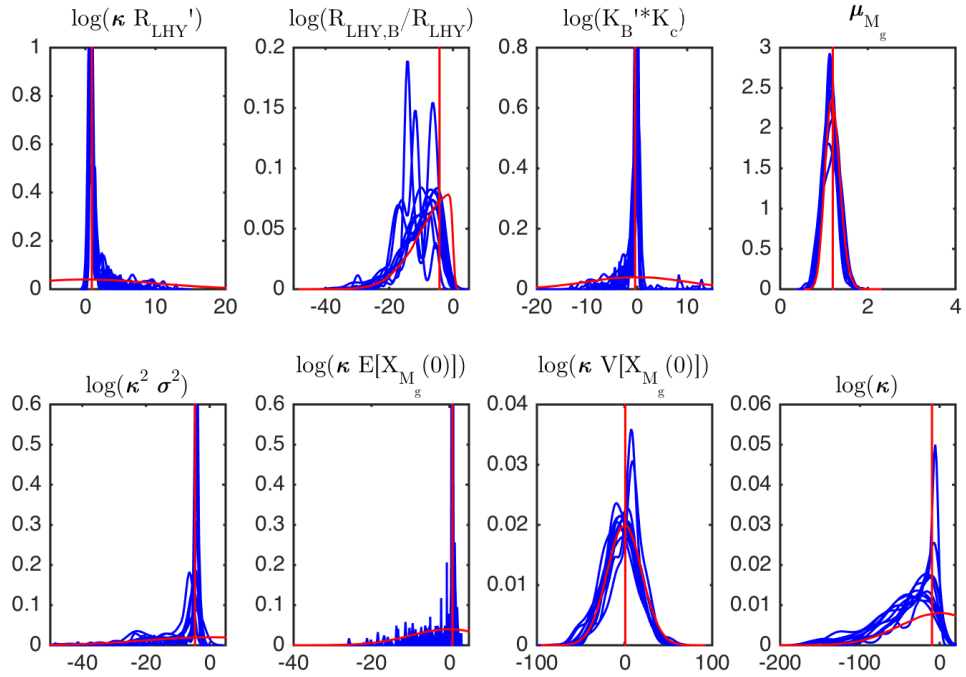 log(κ R_LHY')
log(R_LHY,B/R_LHY)
log(K_B'*K_c)
μ_M_g
1 0.8 0.6 0.4 0.2 0
0 10 20
0.2 0.15 0.1 0.05 0
-40 -20 0
0.8 0.6 0.4 0.2 0
-20 -10 0 10
3 2.5 2 1.5 1 0.5 0
0 2 4
log(κ² σ²)
log(κ E[X_M_g (0)])
log(κ V[X_M_g (0)])
log(κ)
0.6 0.5 0.4 0.3 0.2 0.1 0
-40 -20 0
0.6 0.5 0.4 0.3 0.2 0.1 0
-40 -20 0
0.04 0.03 0.02 0.01 0
-100 0 100
0.06 0.05 0.04 0.03 0.02 0.01 0
-200 -100 0